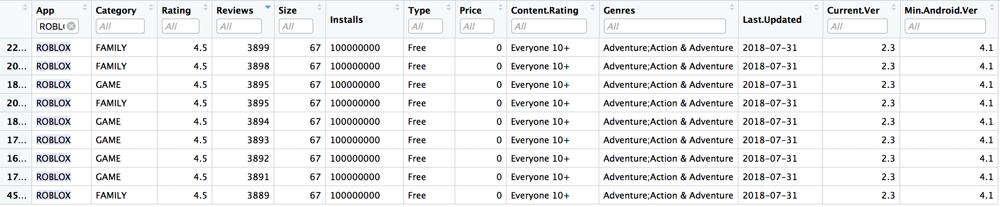 App Category Rating Reviews Size Installs Type Price Content.Rating Genres Last.Updated Current.Ver Min.Android.Ver
ROBL All All All All All All All All All All
22... ROBLOX FAMILY 4.5 3899 67 100000000 Free 0 Everyone 10+ Adventure;Action & Adventure 2018-07-31 2.3 4.1
20... ROBLOX FAMILY 4.5 3898 67 100000000 Free 0 Everyone 10+ Adventure;Action & Adventure 2018-07-31 2.3 4.1
18... ROBLOX GAME 4.5 3895 67 100000000 Free 0 Everyone 10+ Adventure;Action & Adventure 2018-07-31 2.3 4.1
20... ROBLOX FAMILY 4.5 3895 67 100000000 Free 0 Everyone 10+ Adventure;Action & Adventure 2018-07-31 2.3 4.1
18... ROBLOX GAME 4.5 3894 67 100000000 Free 0 Everyone 10+ Adventure;Action & Adventure 2018-07-31 2.3 4.1
17... ROBLOX GAME 4.5 3893 67 100000000 Free 0 Everyone 10+ Adventure;Action & Adventure 2018-07-31 2.3 4.1
16... ROBLOX GAME 4.5 3892 67 100000000 Free 0 Everyone 10+ Adventure;Action & Adventure 2018-07-31 2.3 4.1
17... ROBLOX GAME 4.5 3891 67 100000000 Free 0 Everyone 10+ Adventure;Action & Adventure 2018-07-31 2.3 4.1
45... ROBLOX FAMILY 4.5 3889 67 100000000 Free 0 Everyone 10+ Adventure;Action & Adventure 2018-07-31 2.3 4.1